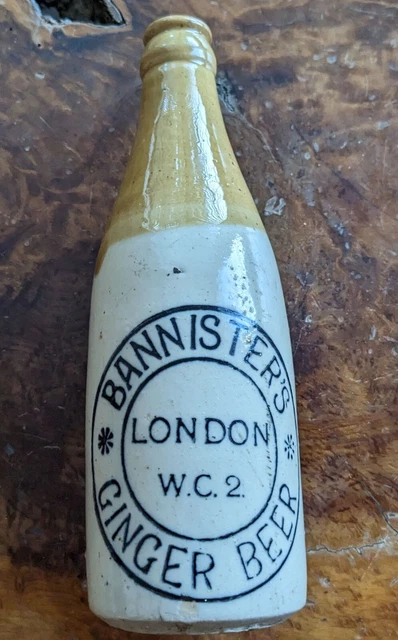 BANNISTER'S
LONDON
W.C.2.
GINGER BEER